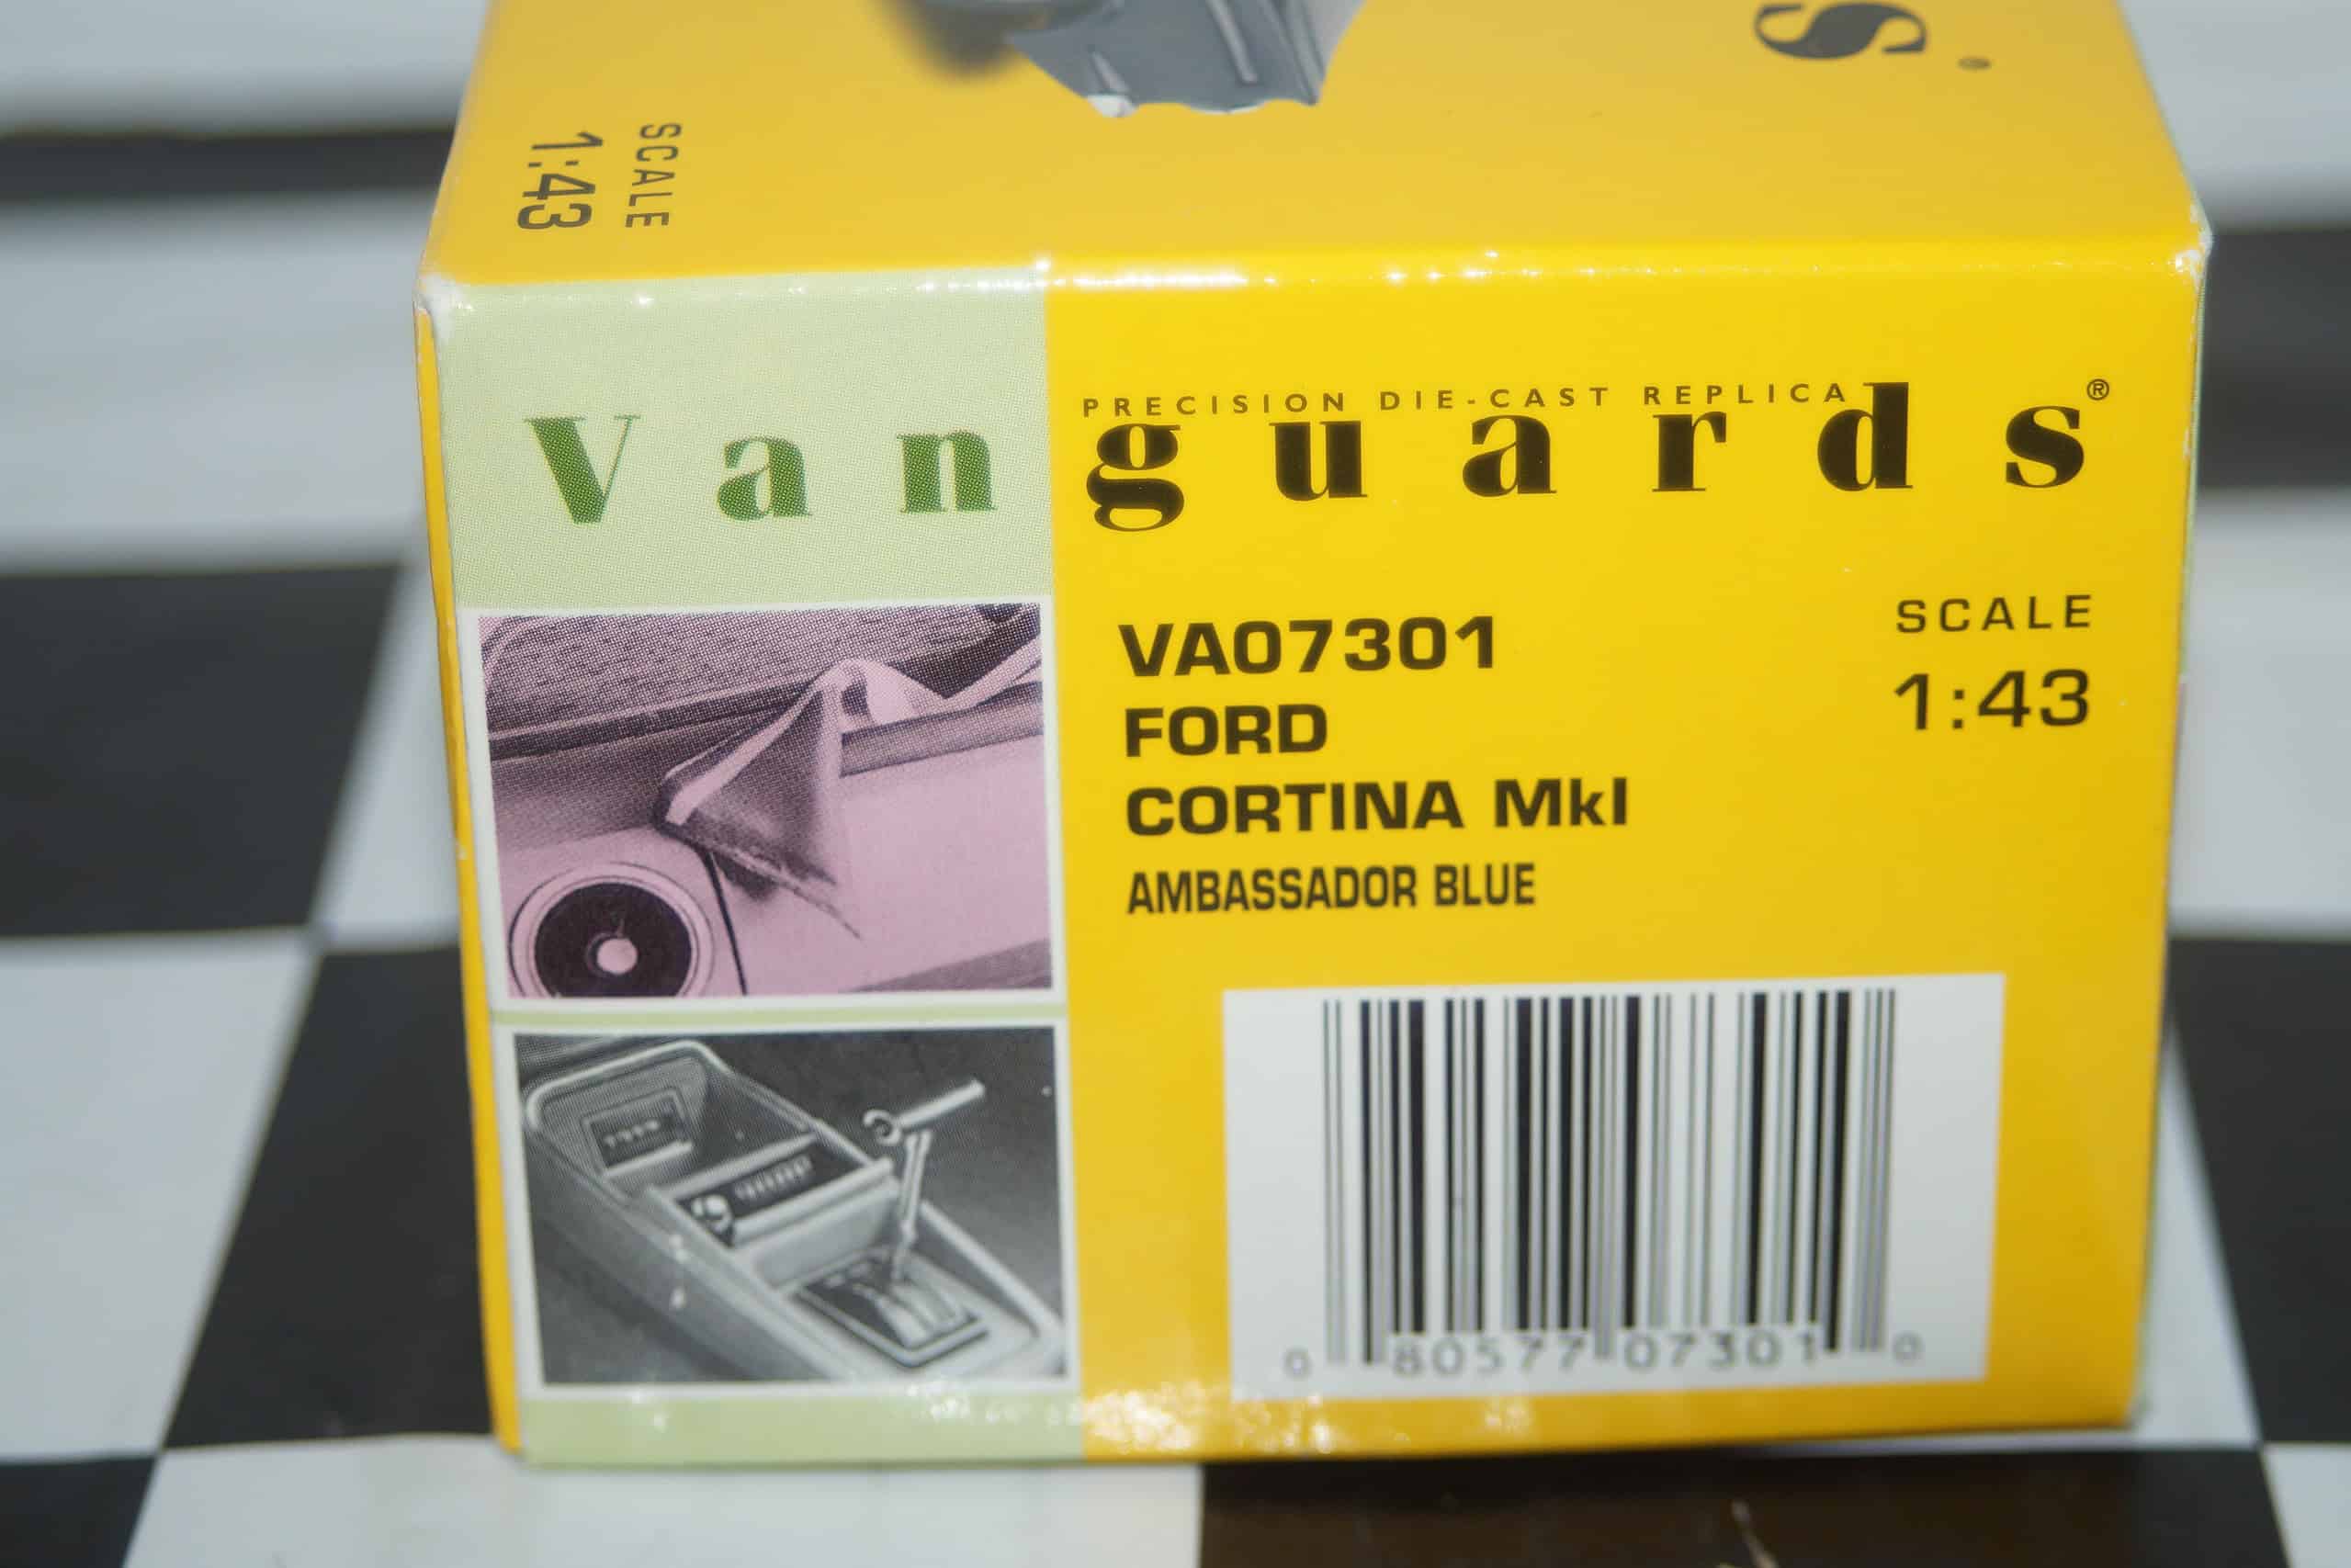 S
SCALE
1:43
PRECISION DIE-CAST REPLICA
Vanguards®
VA07301
FORD
CORTINA MkI
AMBASSADOR BLUE
SCALE
1:43
0 80577 07301 0